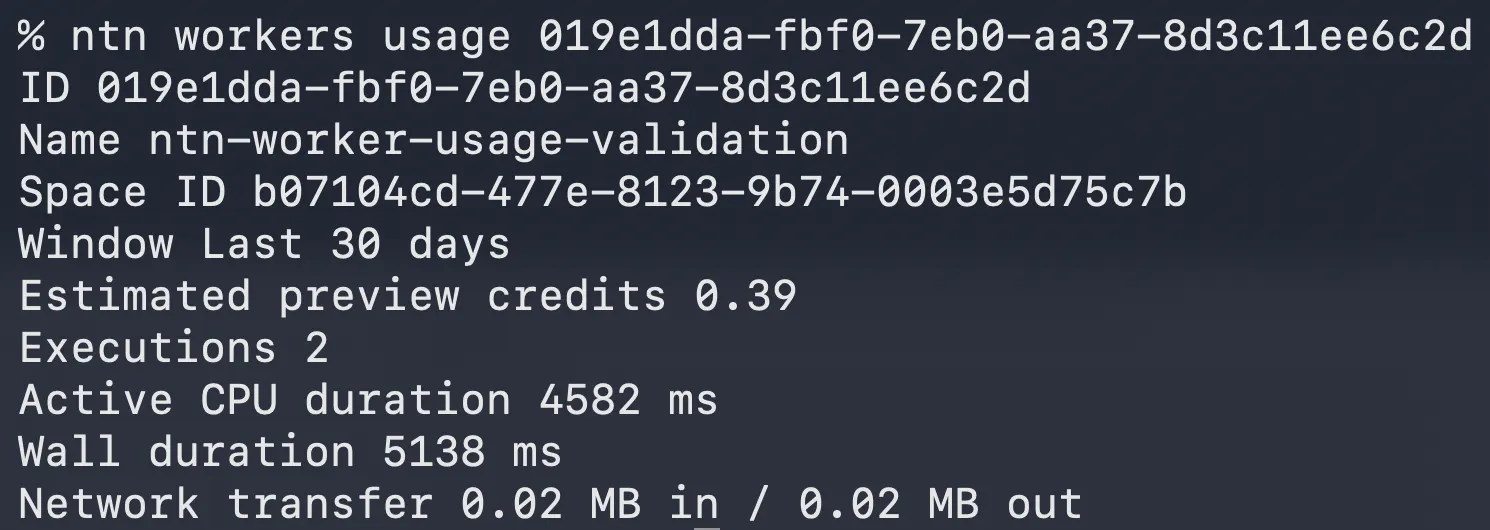 % ntn workers usage 019e1dda-fbf0-7eb0-aa37-8d3c11ee6c2d
ID 019e1dda-fbf0-7eb0-aa37-8d3c11ee6c2d
Name ntn-worker-usage-validation
Space ID b07104cd-477e-8123-9b74-0003e5d75c7b
Window Last 30 days
Estimated preview credits 0.39
Executions 2
Active CPU duration 4582 ms
Wall duration 5138 ms
Network transfer 0.02 MB in / 0.02 MB out